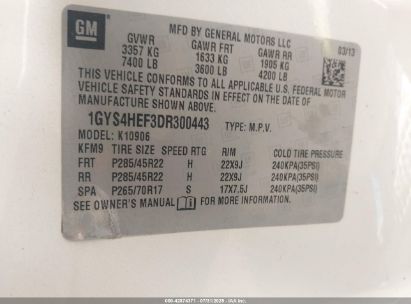 GM
MFD BY GENERAL MOTORS LLC
GVWR GAWR FRT GAWR RR 03/13
3357 KG 1633 KG 1905 KG
7400 LB 3600 LB 4200 LB
THIS VEHICLE CONFORMS TO ALL APPLICABLE U.S. FEDERAL MOTOR
VEHICLE SAFETY STANDARDS IN EFFECT ON THE DATE OF
MANUFACTURE SHOWN ABOVE.
1GYS4HEF3DR300443 TYPE: M.P.V.
MODEL: K10906
KFM9 TIRE SIZE SPEED RTG RIM COLD TIRE PRESSURE
FRT P285/45R22 H 22X9J 240KPA(35PSI)
RR P285/45R22 H 22X9J 240KPA(35PSI)
SPA P265/70R17 S 17X7.5J 240KPA(35PSI)
SEE OWNER'S MANUAL FOR MORE INFORMATION.